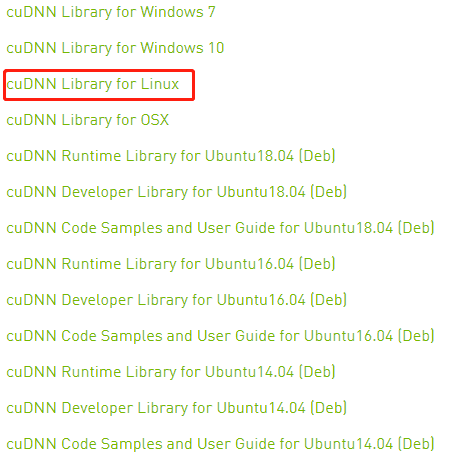 cuDNN Library for Windows 7
cuDNN Library for Windows 10
cuDNN Library for Linux
cuDNN Library for OSX
cuDNN Runtime Library for Ubuntu18.04 (Deb)
cuDNN Developer Library for Ubuntu18.04 (Deb)
cuDNN Code Samples and User Guide for Ubuntu18.04 (Deb)
cuDNN Runtime Library for Ubuntu16.04 (Deb)
cuDNN Developer Library for Ubuntu16.04 (Deb)
cuDNN Code Samples and User Guide for Ubuntu16.04 (Deb)
cuDNN Runtime Library for Ubuntu14.04 (Deb)
cuDNN Developer Library for Ubuntu14.04 (Deb)
cuDNN Code Samples and User Guide for Ubuntu14.04 (Deb)